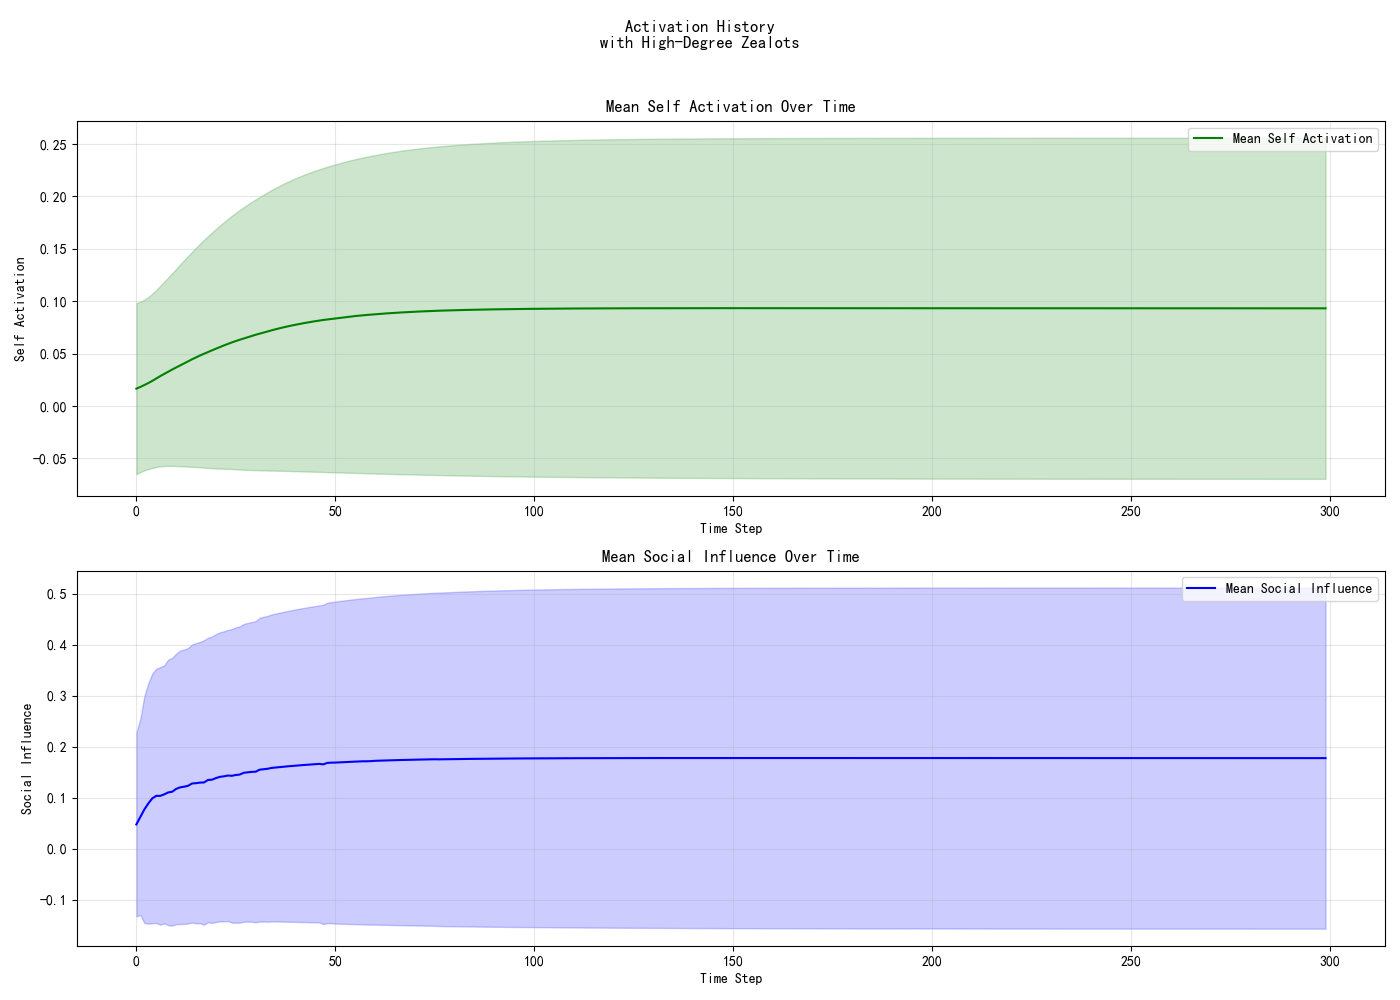 Activation History
with High-Degree Zealots
Mean Self Activation Over Time
Mean Self Activation
Self Activation
0.25
0.20
0.15
0.10
0.05
0.00
-0.05
0 50 100 150 200 250 300
Time Step
Mean Social Influence Over Time
Mean Social Influence
Social Influence
0.5
0.4
0.3
0.2
0.1
0.0
-0.1
0 50 100 150 200 250 300
Time Step